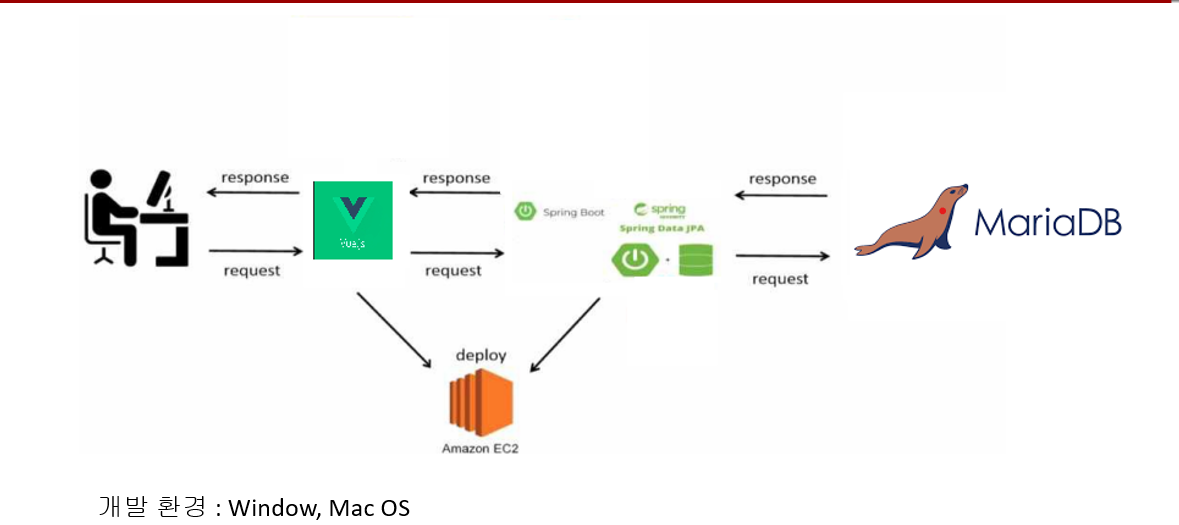 response
response
response
Vue.js
Spring Boot
spring
SECURITY
Spring Data JPA
MariaDB
request
request
request
deploy
Amazon EC2
개발 환경 : Window, Mac OS